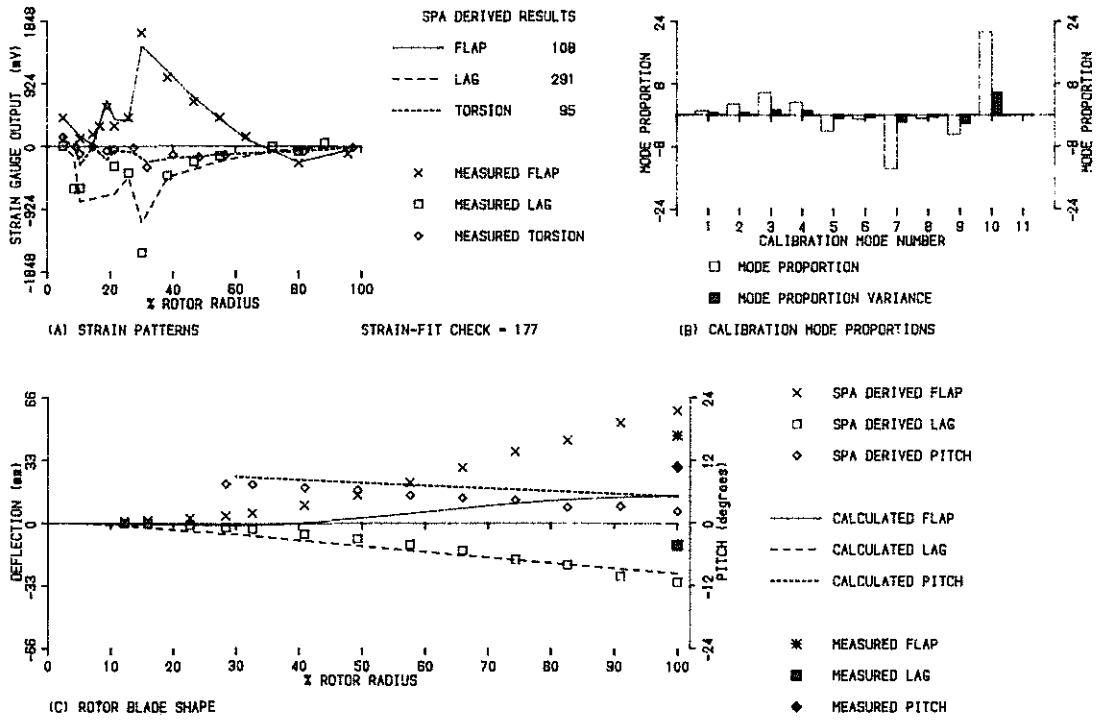 SPA DERIVED RESULTS
FLAP 108
LAG 291
TORSION 95
MEASURED FLAP
MEASURED LAG
MEASURED TORSION
STRAIN GAUGE OUTPUT (mV)
1848
924
0
-924
-1848
0 20 40 60 80 100
% ROTOR RADIUS
(A) STRAIN PATTERNS
STRAIN-FIT CHECK = 177
MODE PROPORTION
24
8
-8
-24
1 2 3 4 5 6 7 8 9 10 11
CALIBRATION MODE NUMBER
24
8
-8
-24
MODE PROPORTION
MODE PROPORTION
MODE PROPORTION VARIANCE
(B) CALIBRATION MODE PROPORTIONS
DEFLECTION (mm)
66
33
0
-33
-66
0 10 20 30 40 50 60 70 80 90 100
% ROTOR RADIUS
24
12
0
-12
-24
PITCH (degrees)
(C) ROTOR BLADE SHAPE
SPA DERIVED FLAP
SPA DERIVED LAG
SPA DERIVED PITCH
CALCULATED FLAP
CALCULATED LAG
CALCULATED PITCH
MEASURED FLAP
MEASURED LAG
MEASURED PITCH